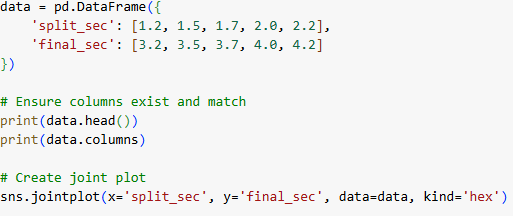 data = pd.DataFrame({
    'split_sec': [1.2, 1.5, 1.7, 2.0, 2.2],
    'final_sec': [3.2, 3.5, 3.7, 4.0, 4.2]
})

# Ensure columns exist and match
print(data.head())
print(data.columns)

# Create joint plot
sns.jointplot(x='split_sec', y='final_sec', data=data, kind='hex')